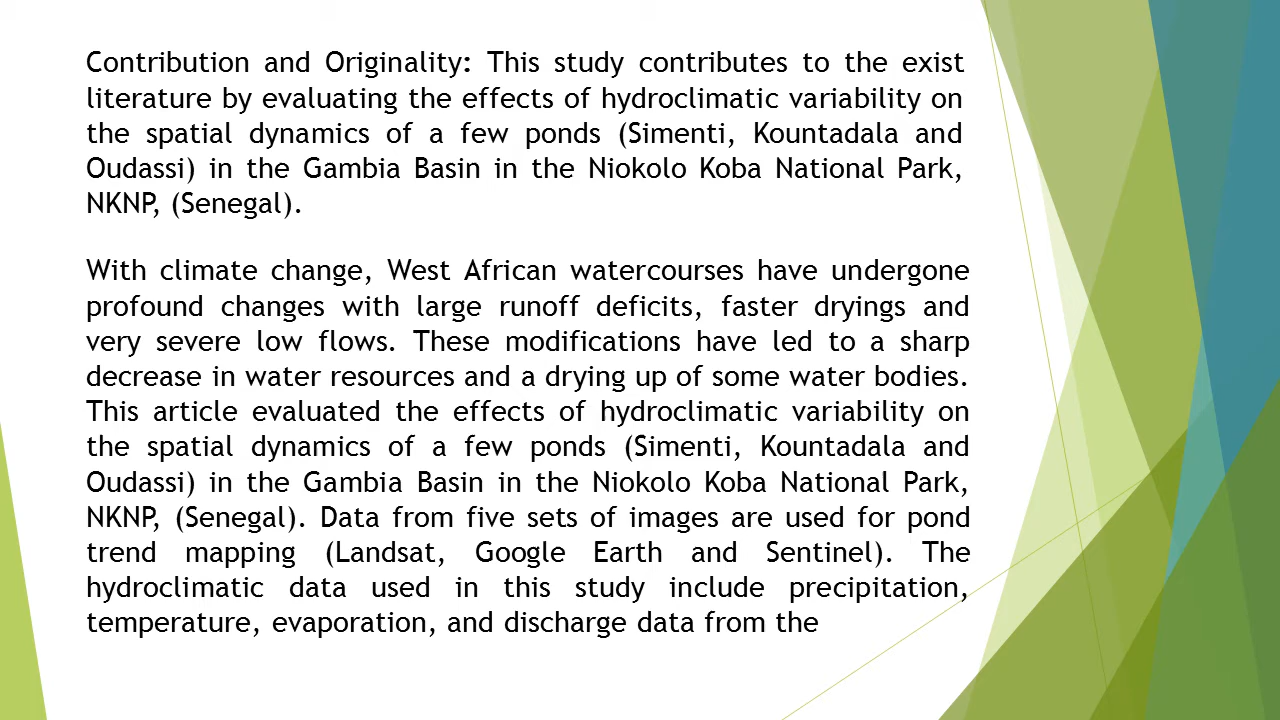 Contribution and Originality: This study contributes to the exist
literature by evaluating the effects of hydroclimatic variability on
the spatial dynamics of a few ponds (Simenti, Kountadala and
Oudassi) in the Gambia Basin in the Niokolo Koba National Park,
NKNP, (Senegal).
With climate change, West African watercourses have undergone
profound changes with large runoff deficits, faster dryings and
very severe low flows. These modifications have led to a sharp
decrease in water resources and a drying up of some water bodies.
This article evaluated the effects of hydroclimatic variability on
the spatial dynamics of a few ponds (Simenti, Kountadala and
Oudassi) in the Gambia Basin in the Niokolo Koba National Park,
NKNP, (Senegal). Data from five sets of images are used for pond
trend mapping (Landsat, Google Earth and Sentinel). The
hydroclimatic data used in this study include precipitation,
temperature, evaporation, and discharge data from the